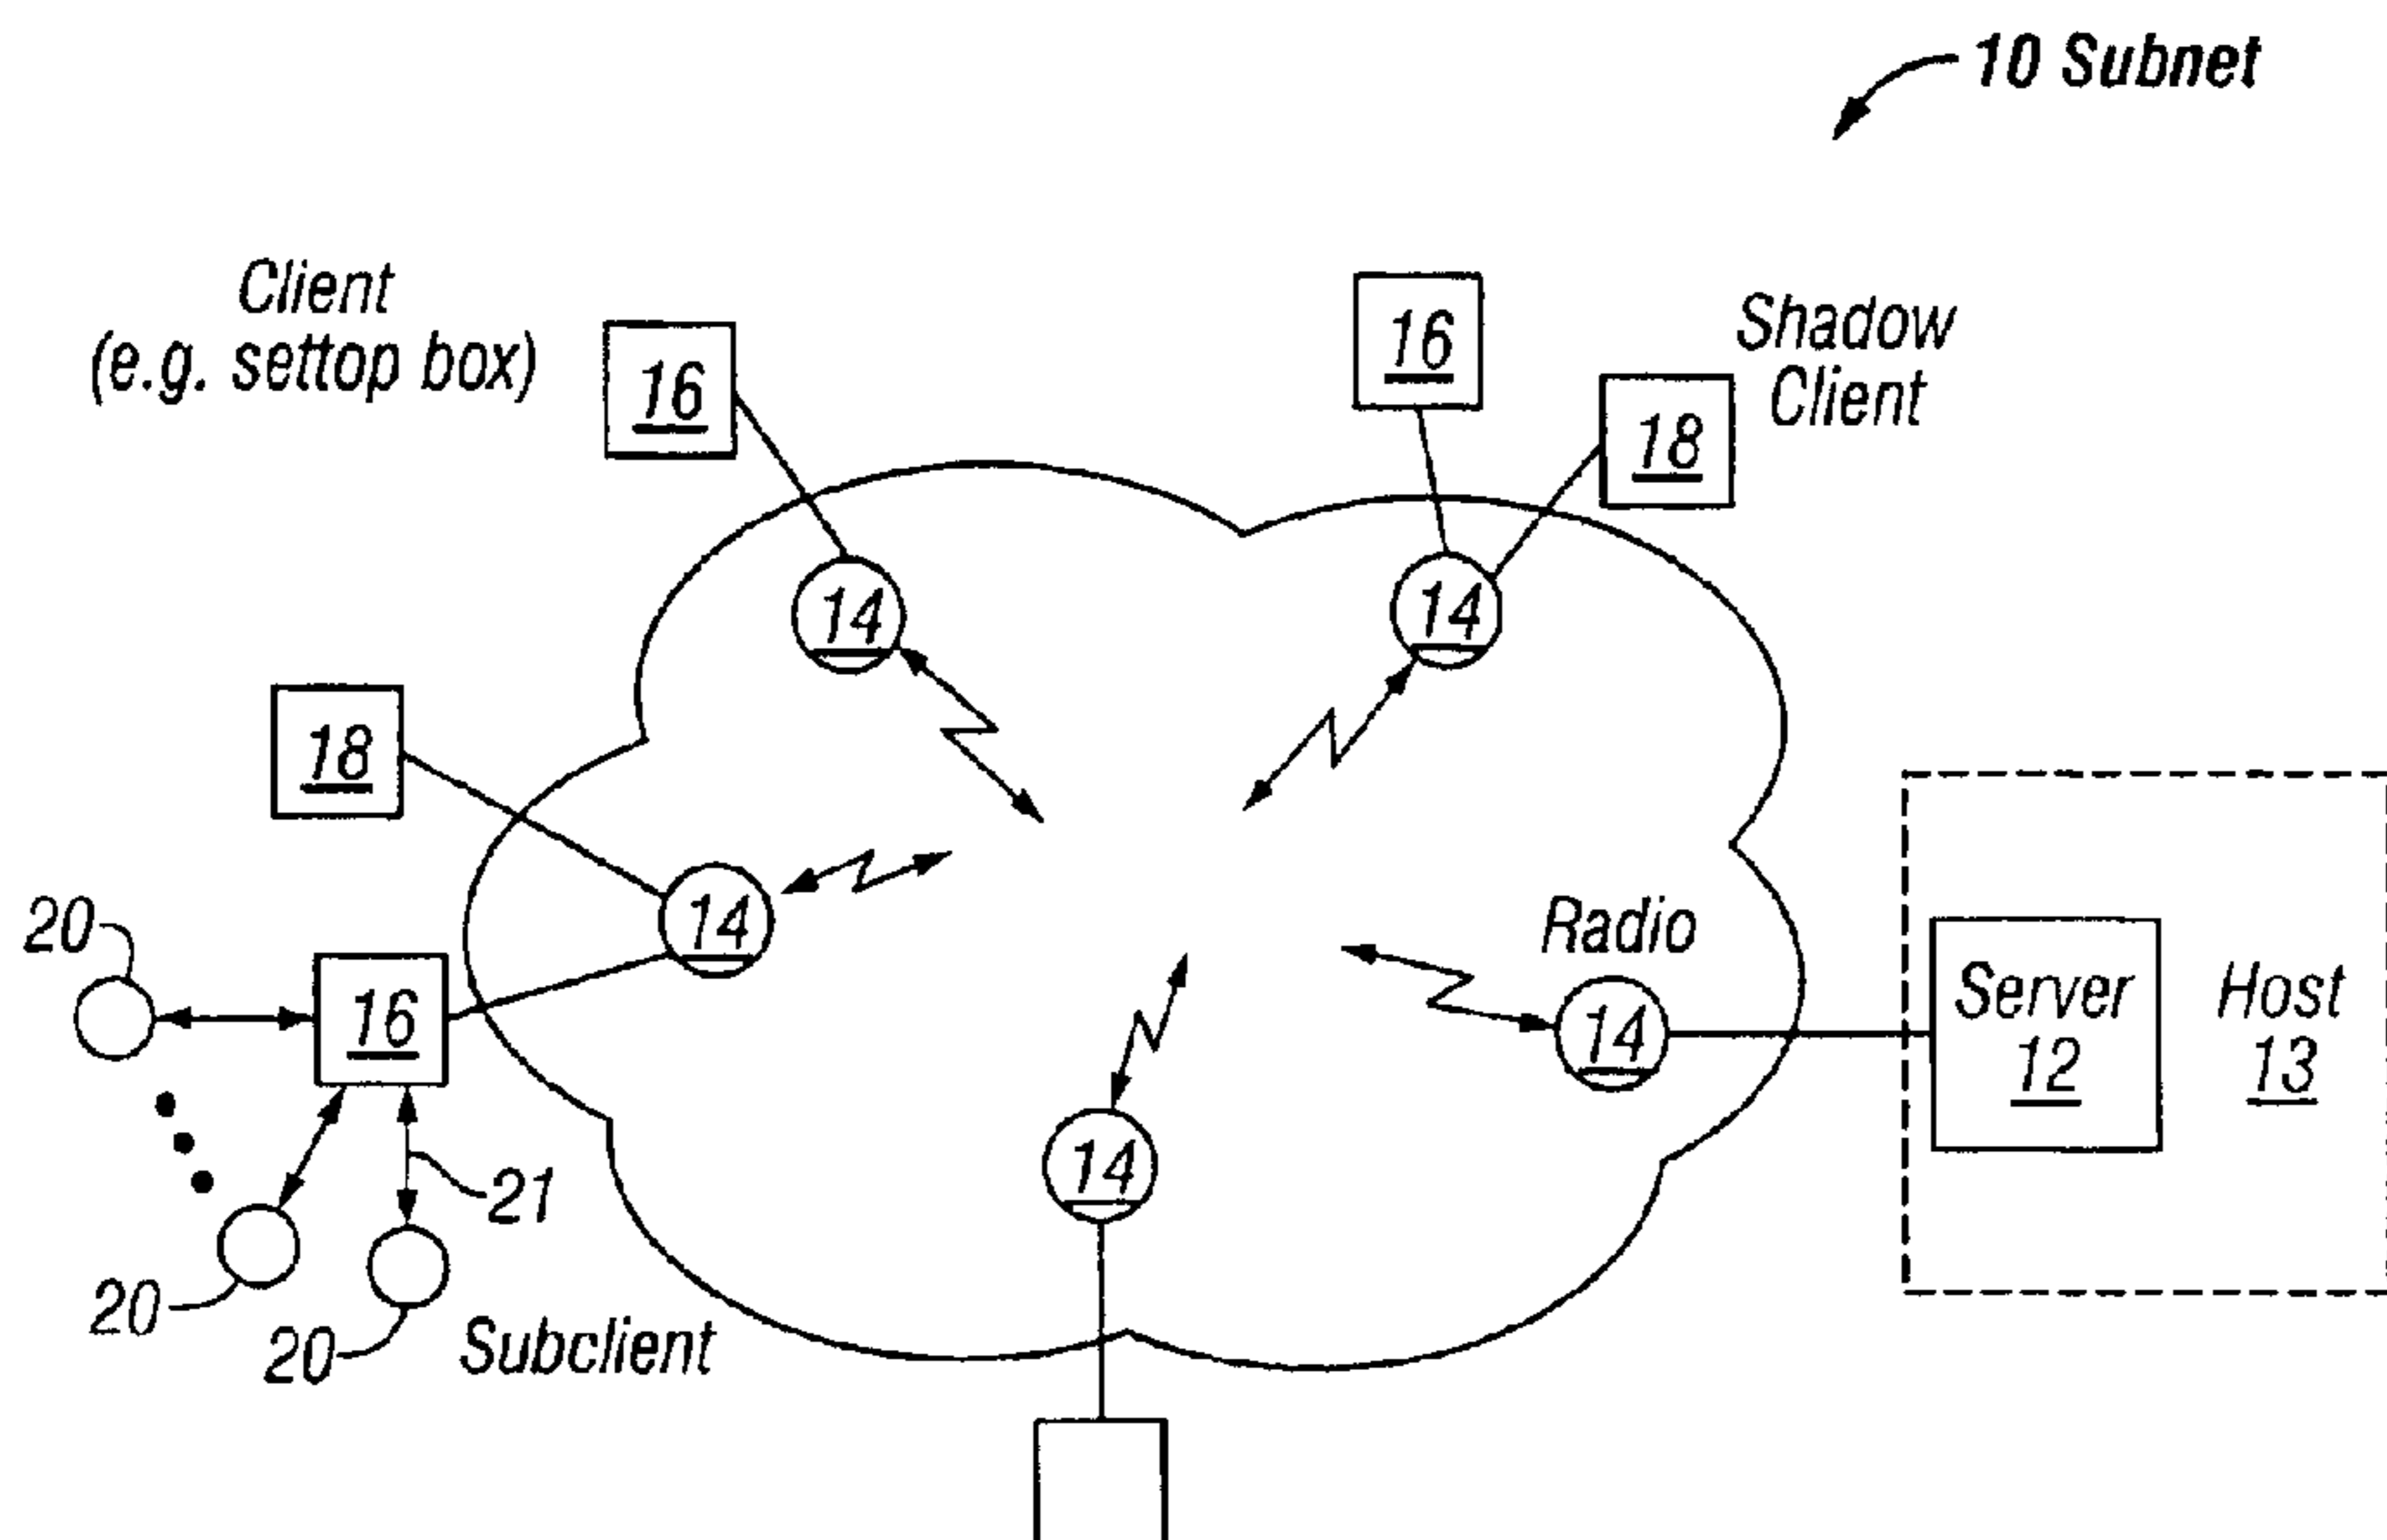 10 Subnet
Client
(e.g. settop box)
16
16
Shadow
Client
18
14
14
18
14
20
16
Radio
14
Server
12
Host
13
14
21
20
20
Subclient